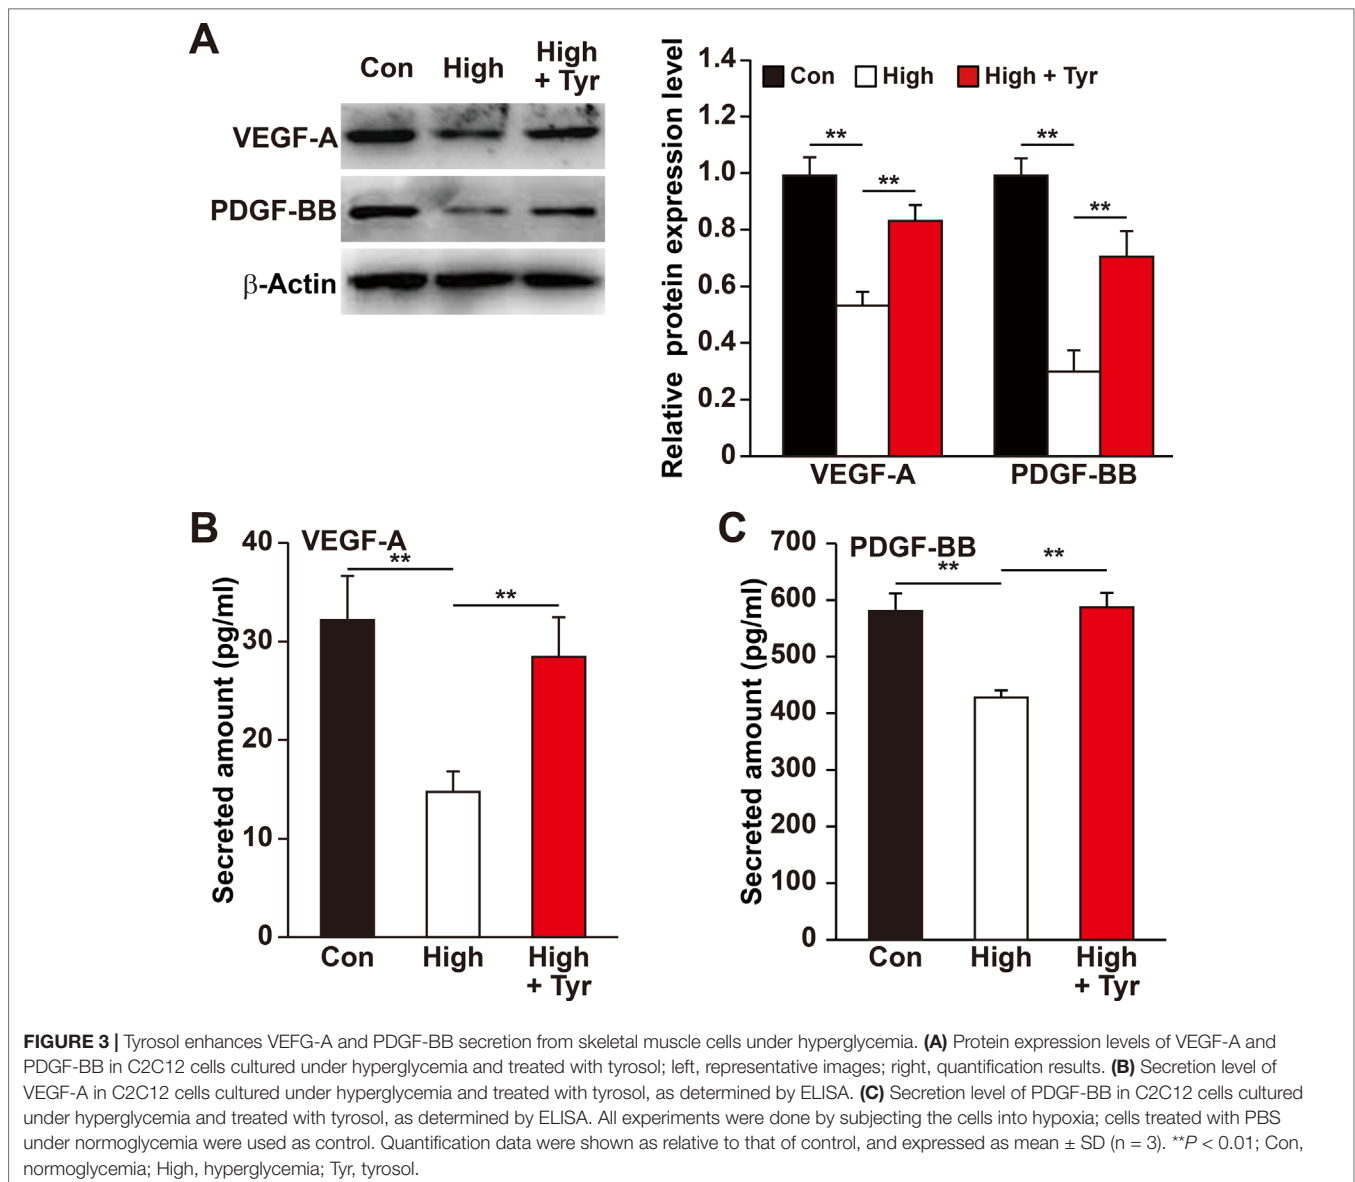 A
Con High High
+ Tyr
VEGF-A
PDGF-BB
β-Actin
Relative protein expression level
1.4
1.2
1.0
0.8
0.6
0.4
0.2
0
Con High High + Tyr
** **
** **
VEGF-A PDGF-BB
B
VEGF-A
Secreted amount (pg/ml)
40
30
20
10
0
**
**
Con High High
+ Tyr
C
PDGF-BB
Secreted amount (pg/ml)
700
600
500
400
300
200
100
0
**
**
Con High High
+ Tyr
FIGURE 3 | Tyrosol enhances VEFG-A and PDGF-BB secretion from skeletal muscle cells under hyperglycemia. (A) Protein expression levels of VEGF-A and
PDGF-BB in C2C12 cells cultured under hyperglycemia and treated with tyrosol; left, representative images; right, quantification results. (B) Secretion level of
VEGF-A in C2C12 cells cultured under hyperglycemia and treated with tyrosol, as determined by ELISA. (C) Secretion level of PDGF-BB in C2C12 cells cultured
under hyperglycemia and treated with tyrosol, as determined by ELISA. All experiments were done by subjecting the cells into hypoxia; cells treated with PBS
under normoglycemia were used as control. Quantification data were shown as relative to that of control, and expressed as mean ± SD (n = 3). **P < 0.01; Con,
normoglycemia; High, hyperglycemia; Tyr, tyrosol.